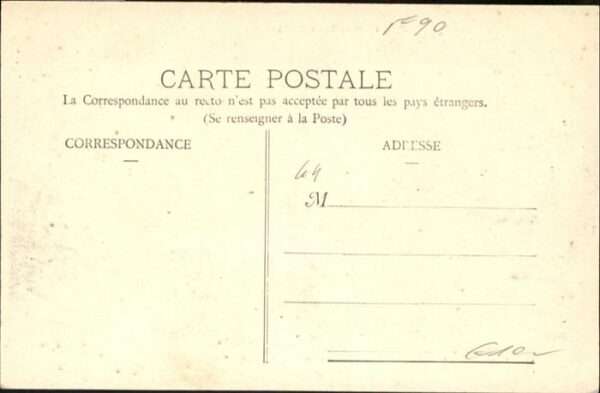 F90
CARTE POSTALE
La Correspondance au recto n'est pas acceptée par tous les pays étrangers.
(Se renseigner à la Poste)
CORRESPONDANCE
ADRESSE
64
M